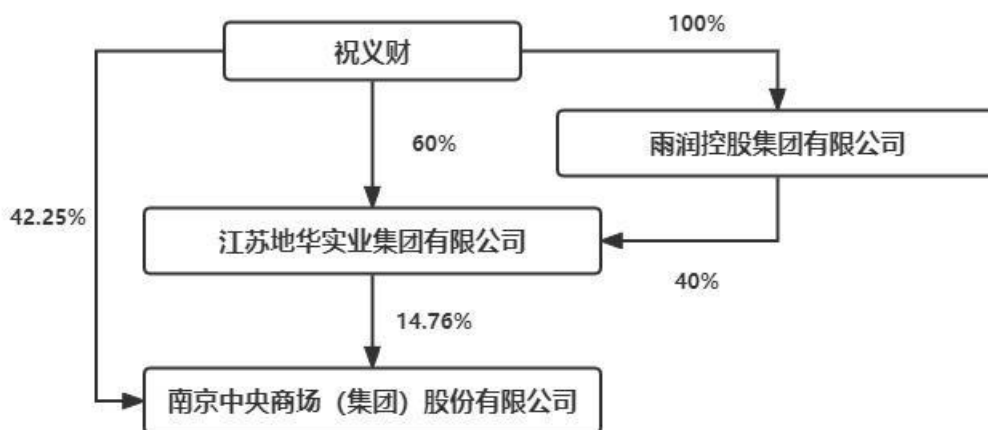 100%
祝义财
雨润控股集团有限公司
60%
42.25%
江苏地华实业集团有限公司
40%
14.76%
南京中央商场（集团）股份有限公司